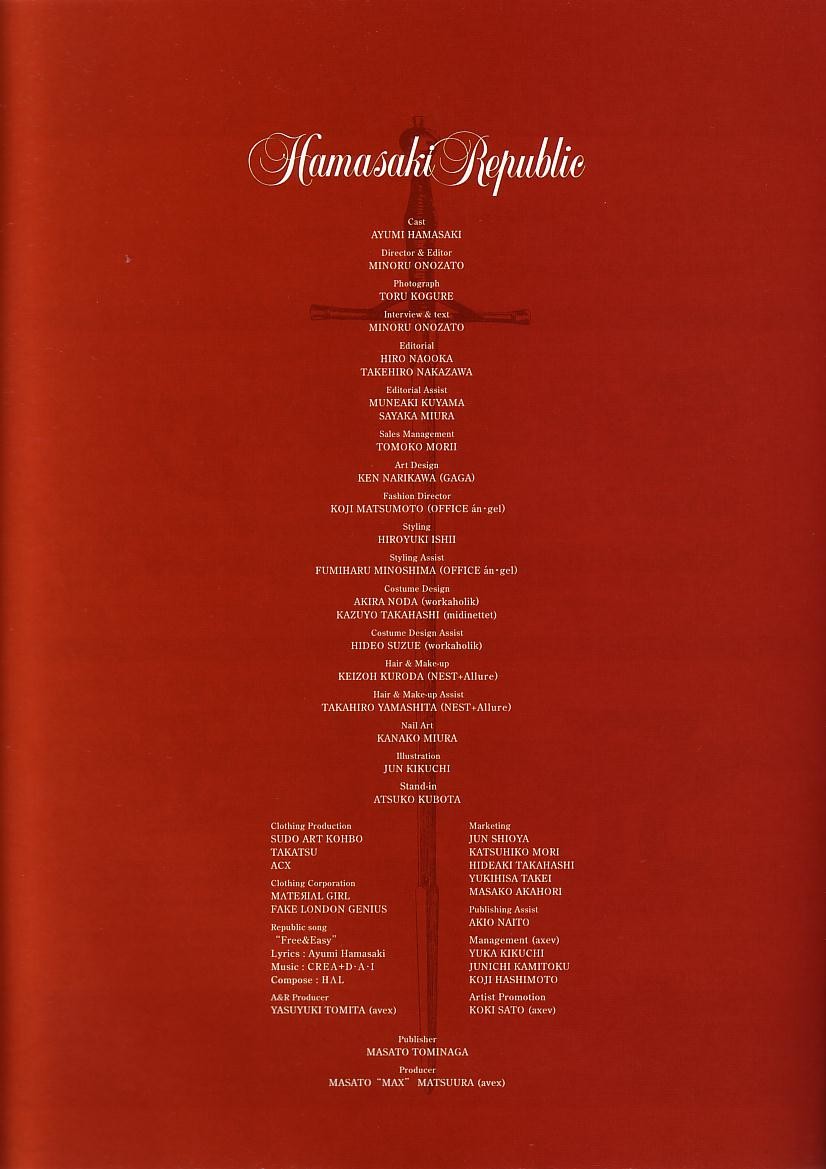 Hamasaki Republic
Cast
AYUMI HAMASAKI
Director & Editor
MINORU ONOZATO
Photograph
TORU KOGURE
Interview & text
MINORU ONOZATO
Editorial
HIRO NAOOKA
TAKEHIRO NAKAZAWA
Editorial Assist
MUNEAKI KUYAMA
SAYAKA MIURA
Sales Management
TOMOKO MORII
Art Design
KEN NARIKAWA (GAGA)
Fashion Director
KOJI MATSUMOTO (OFFICE án・gel)
Styling
HIROYUKI ISHII
Styling Assist
FUMIHARU MINOSHIMA (OFFICE án・gel)
Costume Design
AKIRA NODA (workaholik)
KAZUYO TAKAHASHI (midinettet)
Costume Design Assist
HIDEO SUZUE (workaholik)
Hair & Make-up
KEIZOH KURODA (NEST+Allure)
Hair & Make-up Assist
TAKAHIRO YAMASHITA (NEST+Allure)
Nail Art
KANAKO MIURA
Illustration
JUN KIKUCHI
Stand-in
ATSUKO KUBOTA
Clothing Production
SUDO ART KOHBO
TAKATSU
ACX
Clothing Corporation
MΛTEЯIΛL GIRL
FAKE LONDON GENIUS
Republic song
“Free&Easy”
Lyrics : Ayumi Hamasaki
Music : CREA+D・A・I
Compose : HΛL
A&R Producer
YASUYUKI TOMITA (avex)
Marketing
JUN SHIOYA
KATSUHIKO MORI
HIDEAKI TAKAHASHI
YUKIHISA TAKEI
MASAKO AKAHORI
Publishing Assist
AKIO NAITO
Management (axev)
YUKA KIKUCHI
JUNICHI KAMITOKU
KOJI HASHIMOTO
Artist Promotion
KOKI SATO (axev)
Publisher
MASATO TOMINAGA
Producer
MASATO “MAX” MATSUURA (avex)